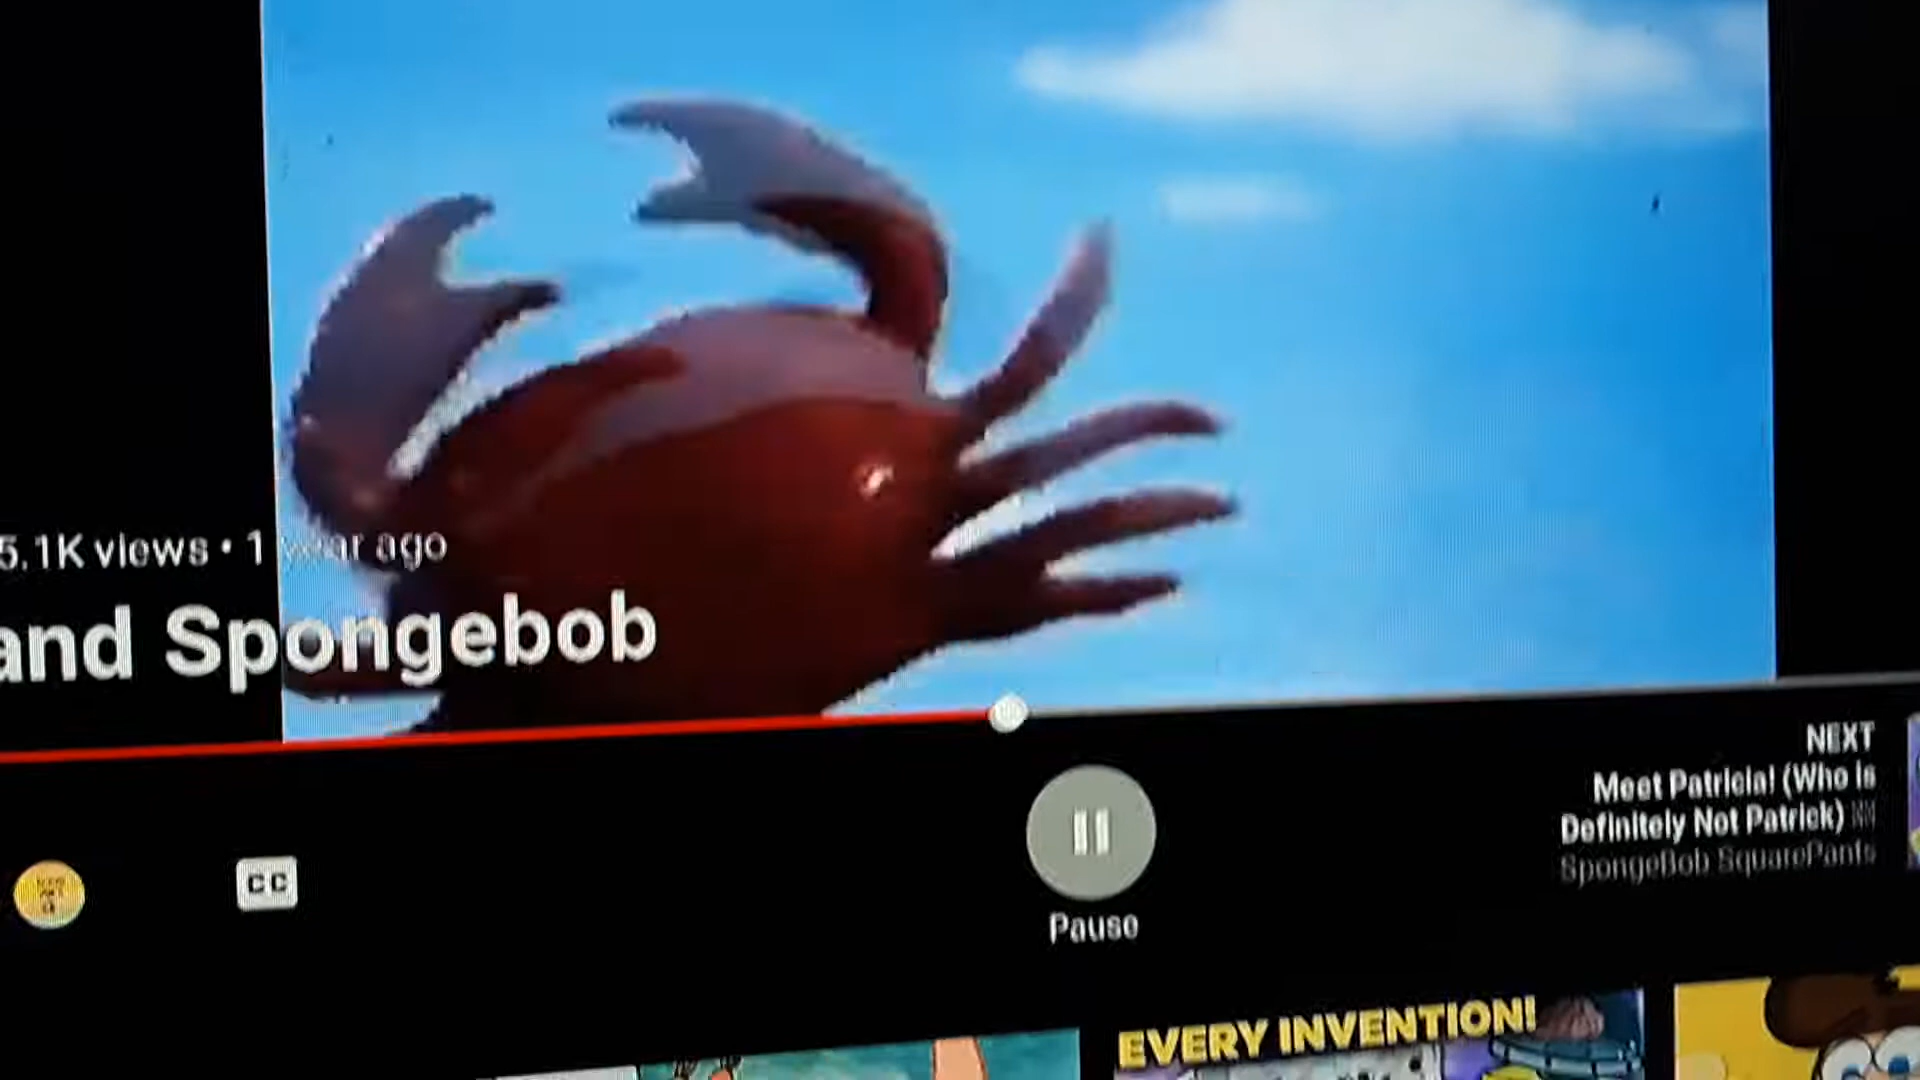 5.1K views • 1 year ago
and Spongebob
NEXT
Meet Patricia! (Who is
Definitely Not Patrick)
SpongeBob SquarePants
CC
Pause
EVERY INVENTION!